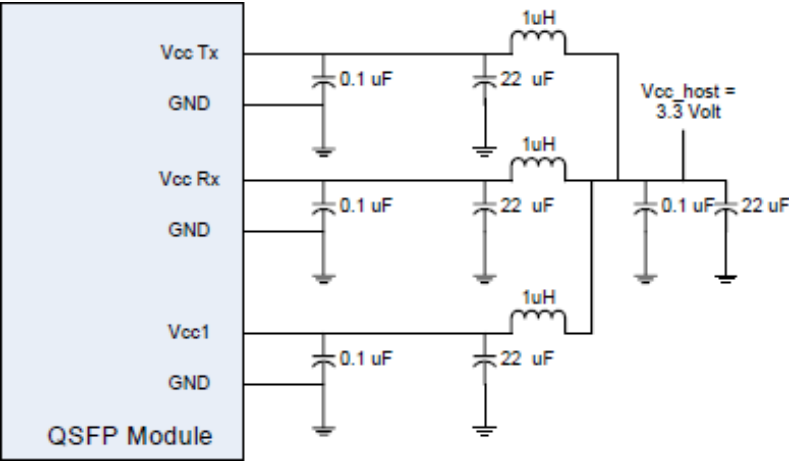 1uH
Vcc Tx
0.1 uF
22 uF
GND
Vcc_host =
3.3 Volt
1uH
Vcc Rx
0.1 uF
22 uF
0.1 uF
22 uF
GND
1uH
Vcc1
0.1 uF
22 uF
GND
QSFP Module